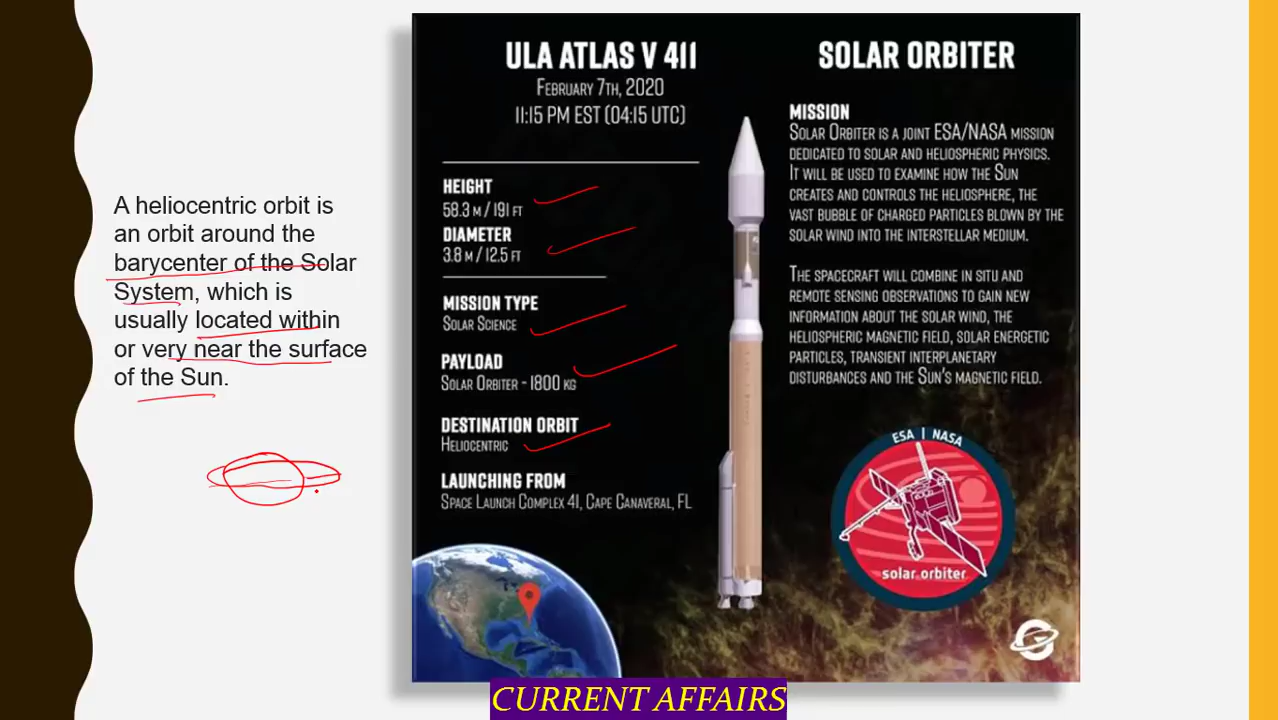 A heliocentric orbit is
an orbit around the
barycenter of the Solar
System, which is
usually located within
or very near the surface
of the Sun.
ULA ATLAS V 411
FEBRUARY 7TH, 2020
11:15 PM EST (04:15 UTC)
HEIGHT
58.3 M / 191 FT
DIAMETER
3.8 M / 12.5 FT
MISSION TYPE
SOLAR SCIENCE
PAYLOAD
SOLAR ORBITER - 1800 KG
DESTINATION ORBIT
HELIOCENTRIC
LAUNCHING FROM
SPACE LAUNCH COMPLEX 41, CAPE CANAVERAL, FL
SOLAR ORBITER
MISSION
SOLAR ORBITER IS A JOINT ESA/NASA MISSION
DEDICATED TO SOLAR AND HELIOSPHERIC PHYSICS.
IT WILL BE USED TO EXAMINE HOW THE SUN
CREATES AND CONTROLS THE HELIOSPHERE, THE
VAST BUBBLE OF CHARGED PARTICLES BLOWN BY THE
SOLAR WIND INTO THE INTERSTELLAR MEDIUM.
THE SPACECRAFT WILL COMBINE IN SITU AND
REMOTE SENSING OBSERVATIONS TO GAIN NEW
INFORMATION ABOUT THE SOLAR WIND, THE
HELIOSPHERIC MAGNETIC FIELD, SOLAR ENERGETIC
PARTICLES, TRANSIENT INTERPLANETARY
DISTURBANCES AND THE SUN'S MAGNETIC FIELD.
ESA | NASA
solar orbiter
CURRENT AFFAIRS